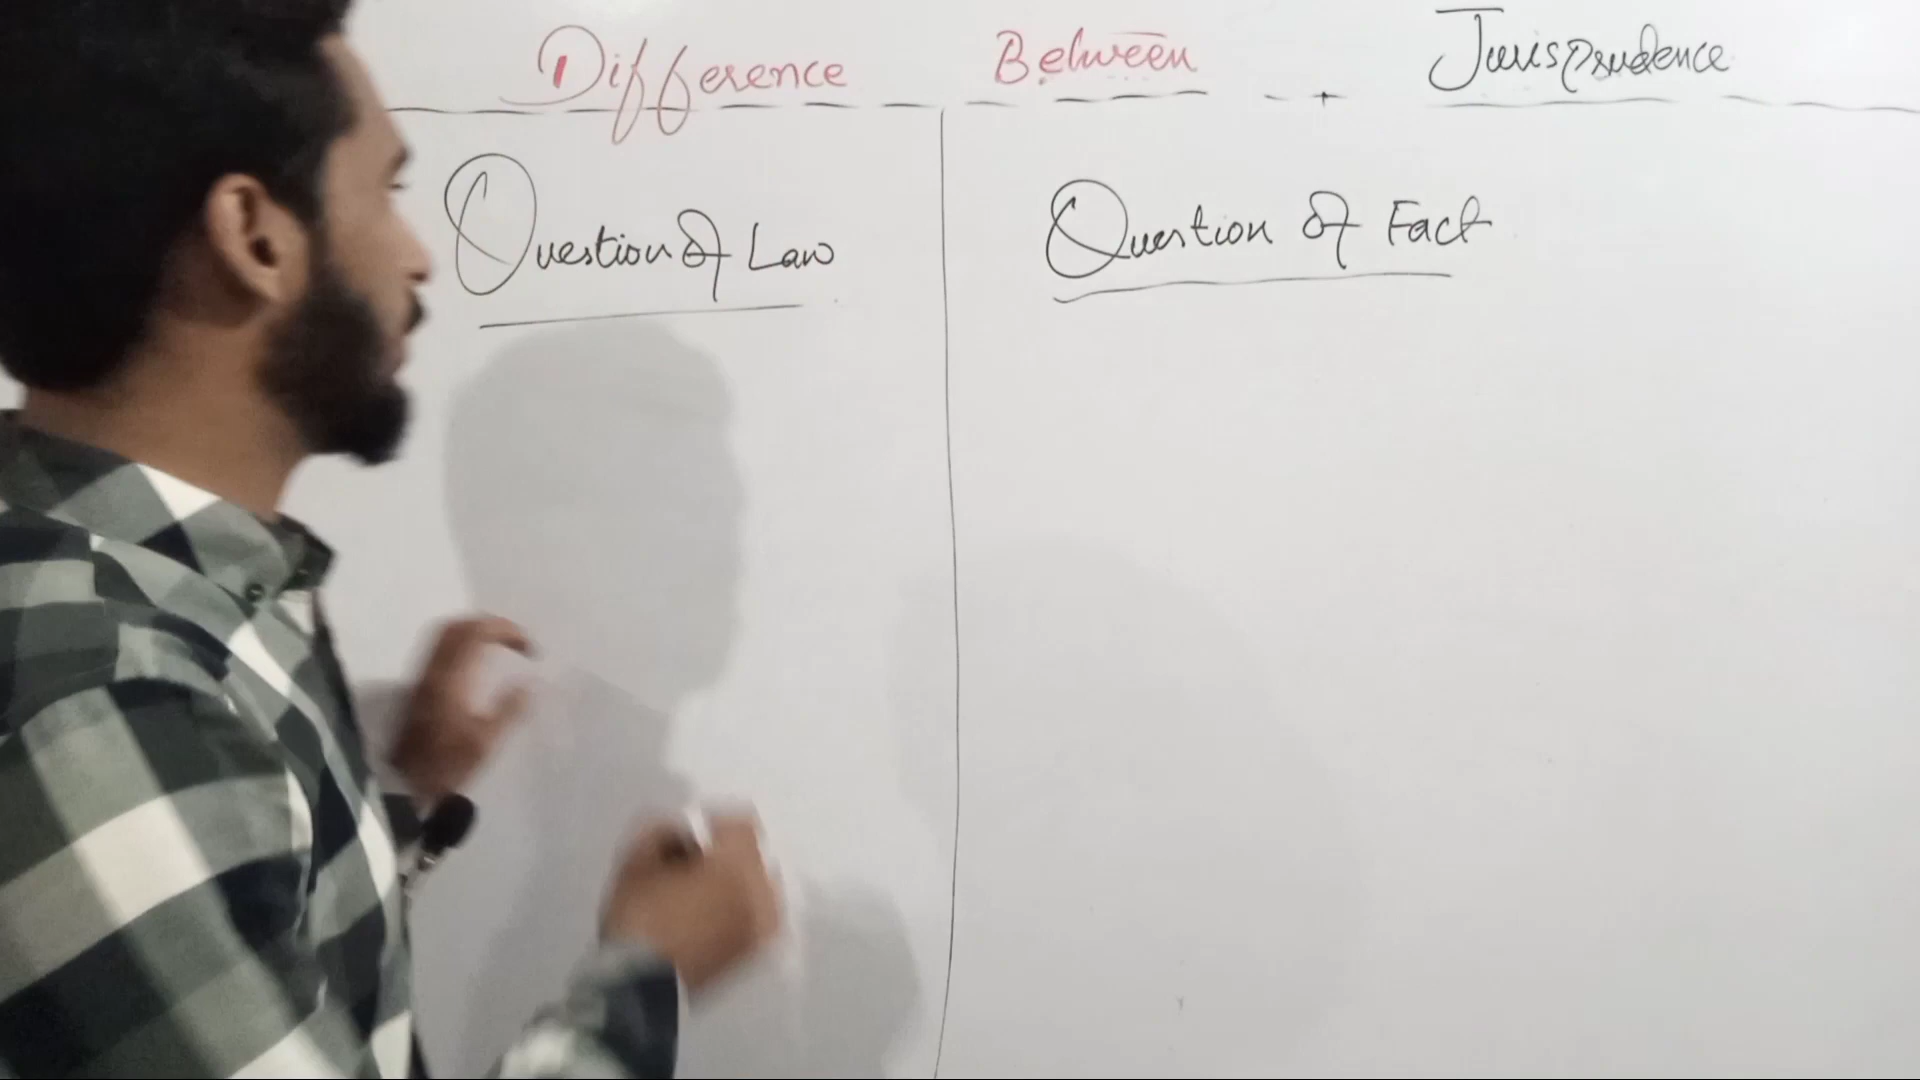 Difference Between Jurisprudence
Question of Law
Question of Fact